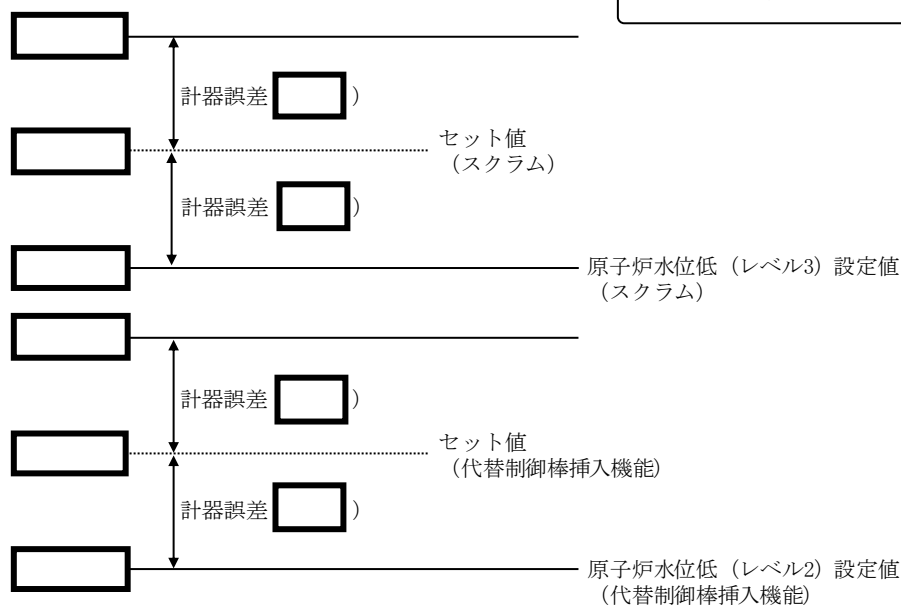 計器誤差 )
セット値
(スクラム)
計器誤差 )
原子炉水位低（レベル3）設定値
（スクラム）
計器誤差 )
セット値
（代替制御棒挿入機能）
計器誤差 )
原子炉水位低（レベル2）設定値
（代替制御棒挿入機能）